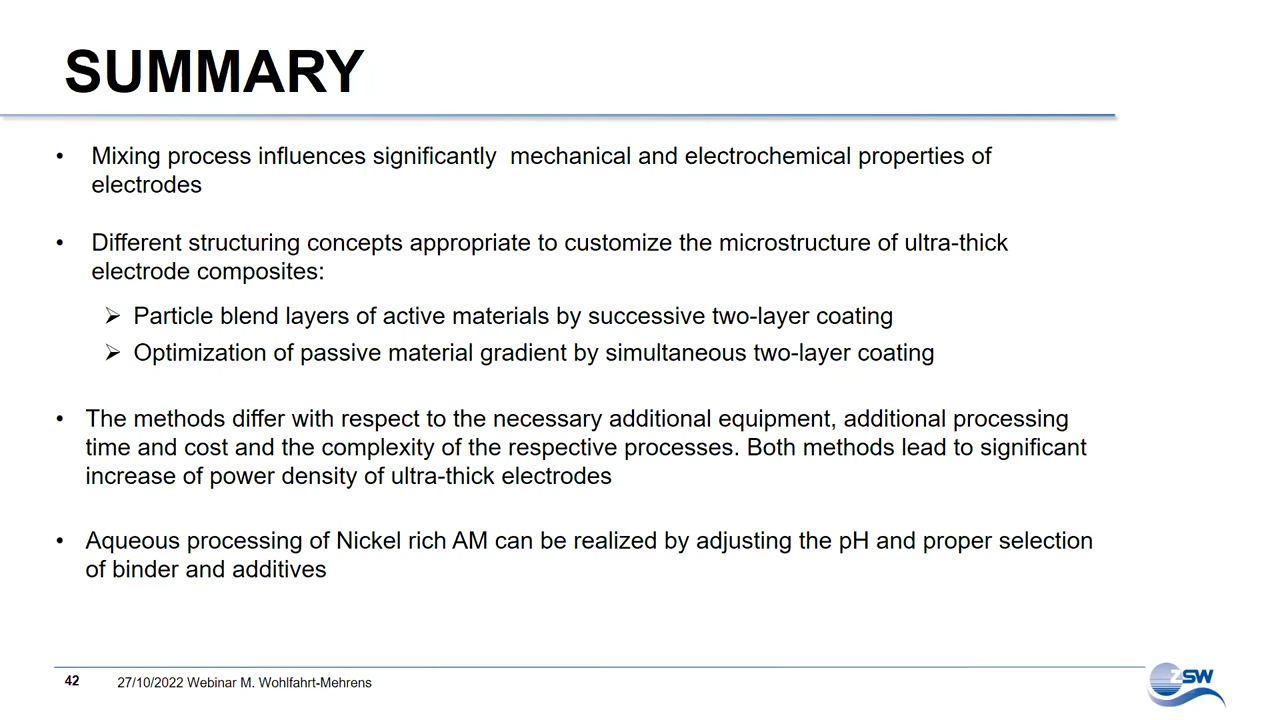 SUMMARY
• Mixing process influences significantly  mechanical and electrochemical properties of
electrodes
• Different structuring concepts appropriate to customize the microstructure of ultra-thick
electrode composites:
➢ Particle blend layers of active materials by successive two-layer coating
➢ Optimization of passive material gradient by simultaneous two-layer coating
• The methods differ with respect to the necessary additional equipment, additional processing
time and cost and the complexity of the respective processes. Both methods lead to significant
increase of power density of ultra-thick electrodes
• Aqueous processing of Nickel rich AM can be realized by adjusting the pH and proper selection
of binder and additives
42 27/10/2022 Webinar M. Wohlfahrt-Mehrens
ZSW